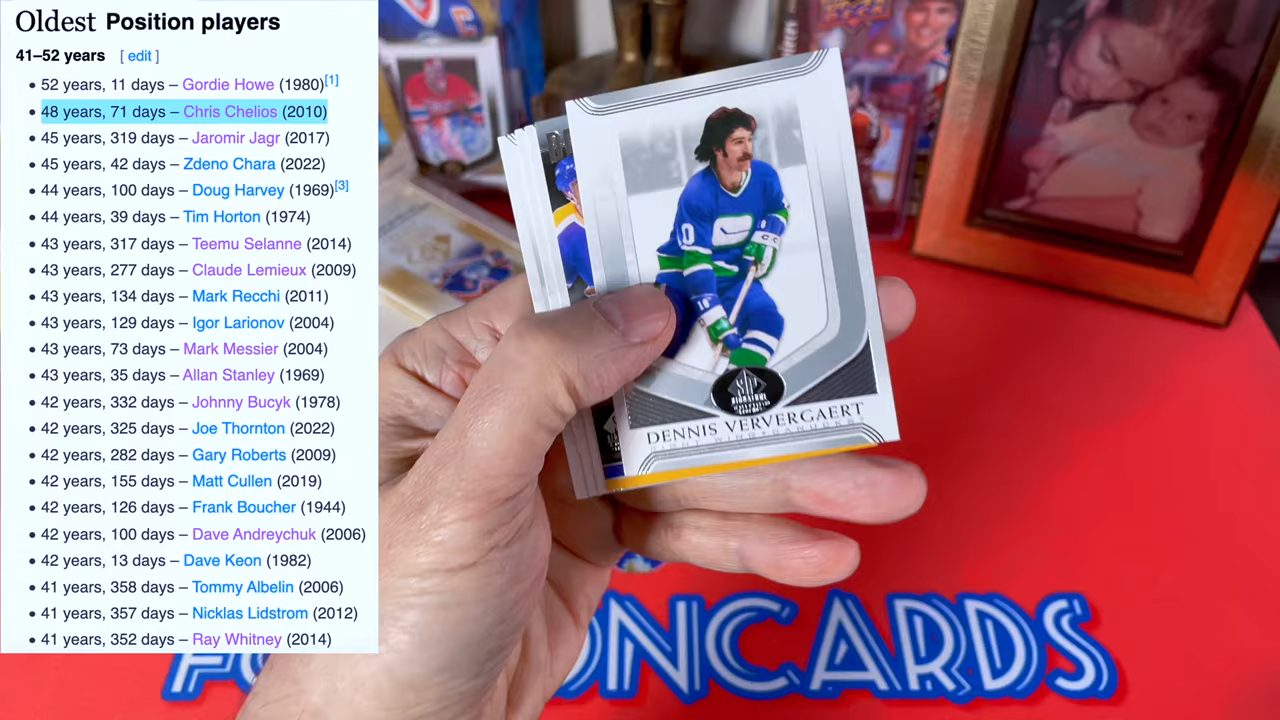 Oldest Position players
41–52 years [ edit ]
• 52 years, 11 days – Gordie Howe (1980)[1]
• 48 years, 71 days – Chris Chelios (2010)
• 45 years, 319 days – Jaromir Jagr (2017)
• 45 years, 42 days – Zdeno Chara (2022)
• 44 years, 100 days – Doug Harvey (1969)[3]
• 44 years, 39 days – Tim Horton (1974)
• 43 years, 317 days – Teemu Selanne (2014)
• 43 years, 277 days – Claude Lemieux (2009)
• 43 years, 134 days – Mark Recchi (2011)
• 43 years, 129 days – Igor Larionov (2004)
• 43 years, 73 days – Mark Messier (2004)
• 43 years, 35 days – Allan Stanley (1969)
• 42 years, 332 days – Johnny Bucyk (1978)
• 42 years, 325 days – Joe Thornton (2022)
• 42 years, 282 days – Gary Roberts (2009)
• 42 years, 155 days – Matt Cullen (2019)
• 42 years, 126 days – Frank Boucher (1944)
• 42 years, 100 days – Dave Andreychuk (2006)
• 42 years, 13 days – Dave Keon (1982)
• 41 years, 358 days – Tommy Albelin (2006)
• 41 years, 357 days – Nicklas Lidstrom (2012)
• 41 years, 352 days – Ray Whitney (2014)
SP
SIGNATURE
DENNIS VERVERGAERT
RIGHT WING • CANUCKS
ONCARDS